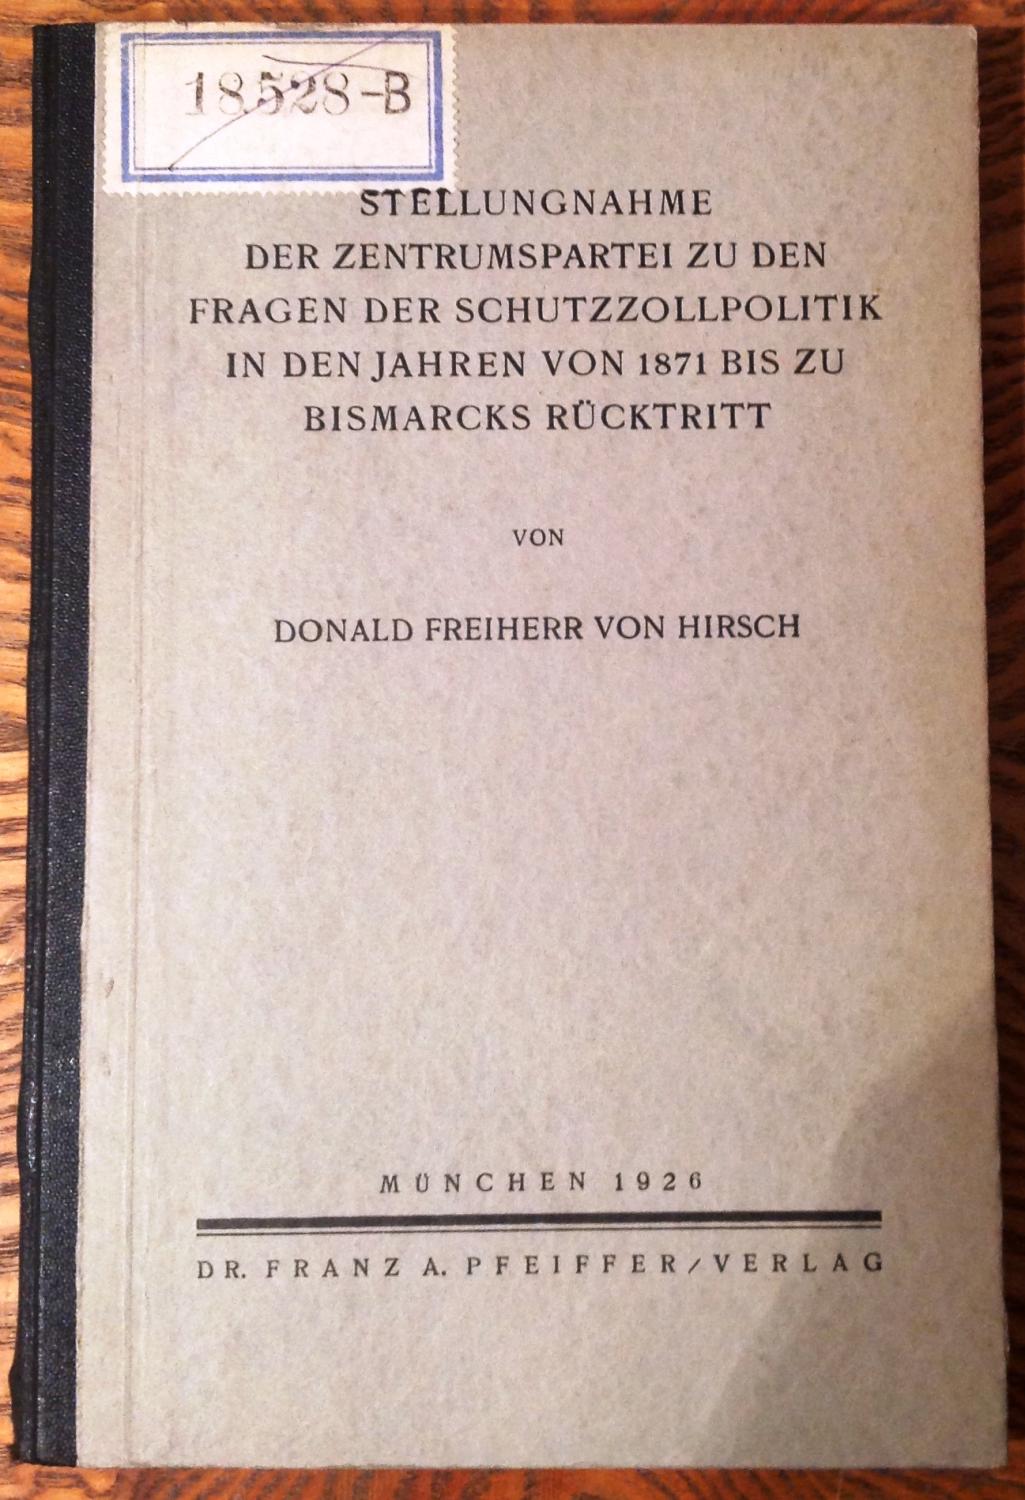 18528-B
STELLUNGNAHME
DER ZENTRUMSPARTEI ZU DEN
FRAGEN DER SCHUTZZOLLPOLITIK
IN DEN JAHREN VON 1871 BIS ZU
BISMARCKS RÜCKTRITT
VON
DONALD FREIHERR VON HIRSCH
MÜNCHEN 1926
DR. FRANZ A. PFEIFFER/VERLAG